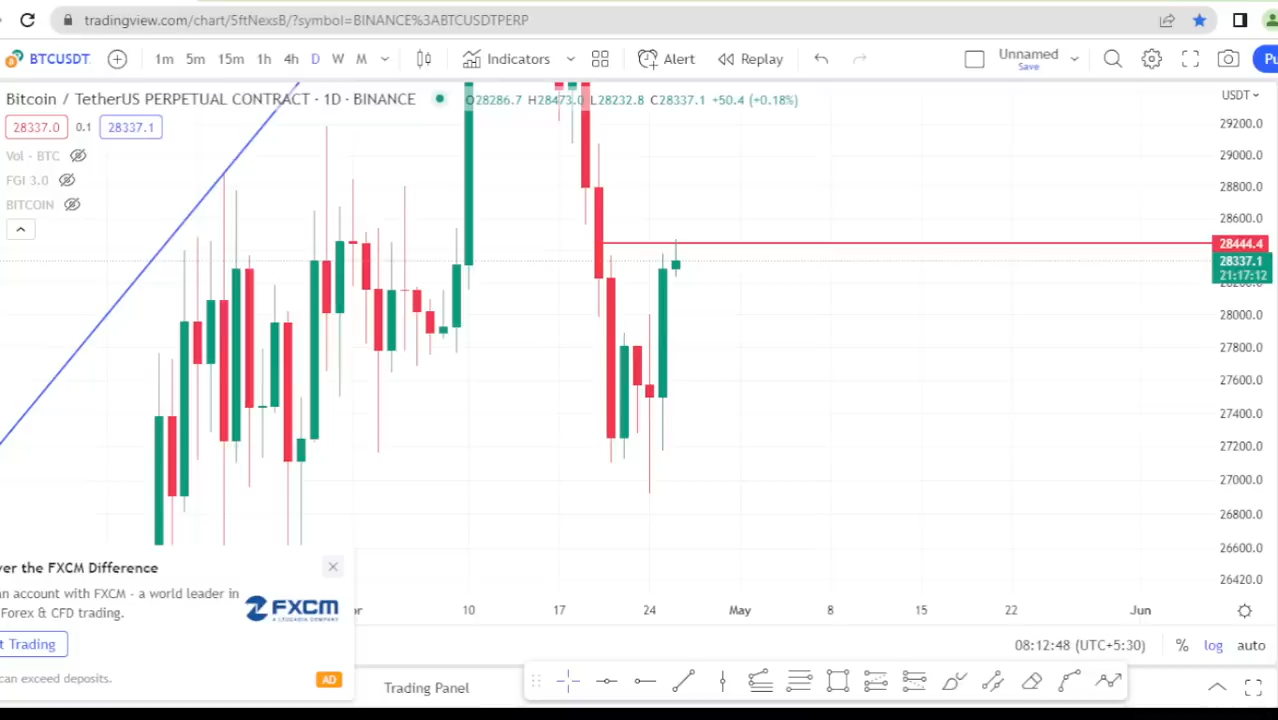 tradingview.com/chart/5ftNexsB/?symbol=BINANCE%3ABTCUSDTPERP
BTCUSDT 1m 5m 15m 1h 4h D W M Indicators Alert Replay Unnamed
Save
Bitcoin / TetherUS PERPETUAL CONTRACT · 1D · BINANCE O28286.7 H28473.0 L28232.8 C28337.1 +50.4 (+0.18%)
USDT
28337.0 0.1 28337.1
Vol · BTC
FGI 3.0
BITCOIN
29200.0
29000.0
28800.0
28600.0
28444.4
28337.1
21:17:12
28200.0
28000.0
27800.0
27600.0
27400.0
27200.0
27000.0
26800.0
26600.0
26420.0
10 17 24 May 8 15 22 Jun
ver the FXCM Difference
an account with FXCM - a world leader in
Forex & CFD trading.
FXCM
t Trading
can exceed deposits.
AD
08:12:48 (UTC+5:30) % log auto
Trading Panel